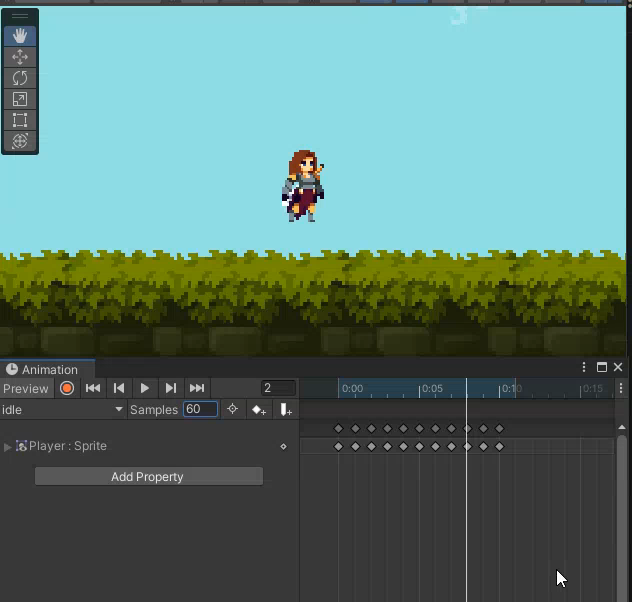 Animation
Preview 2 0:00 0:05 0:10 0:15
idle Samples 60
Player : Sprite
Add Property